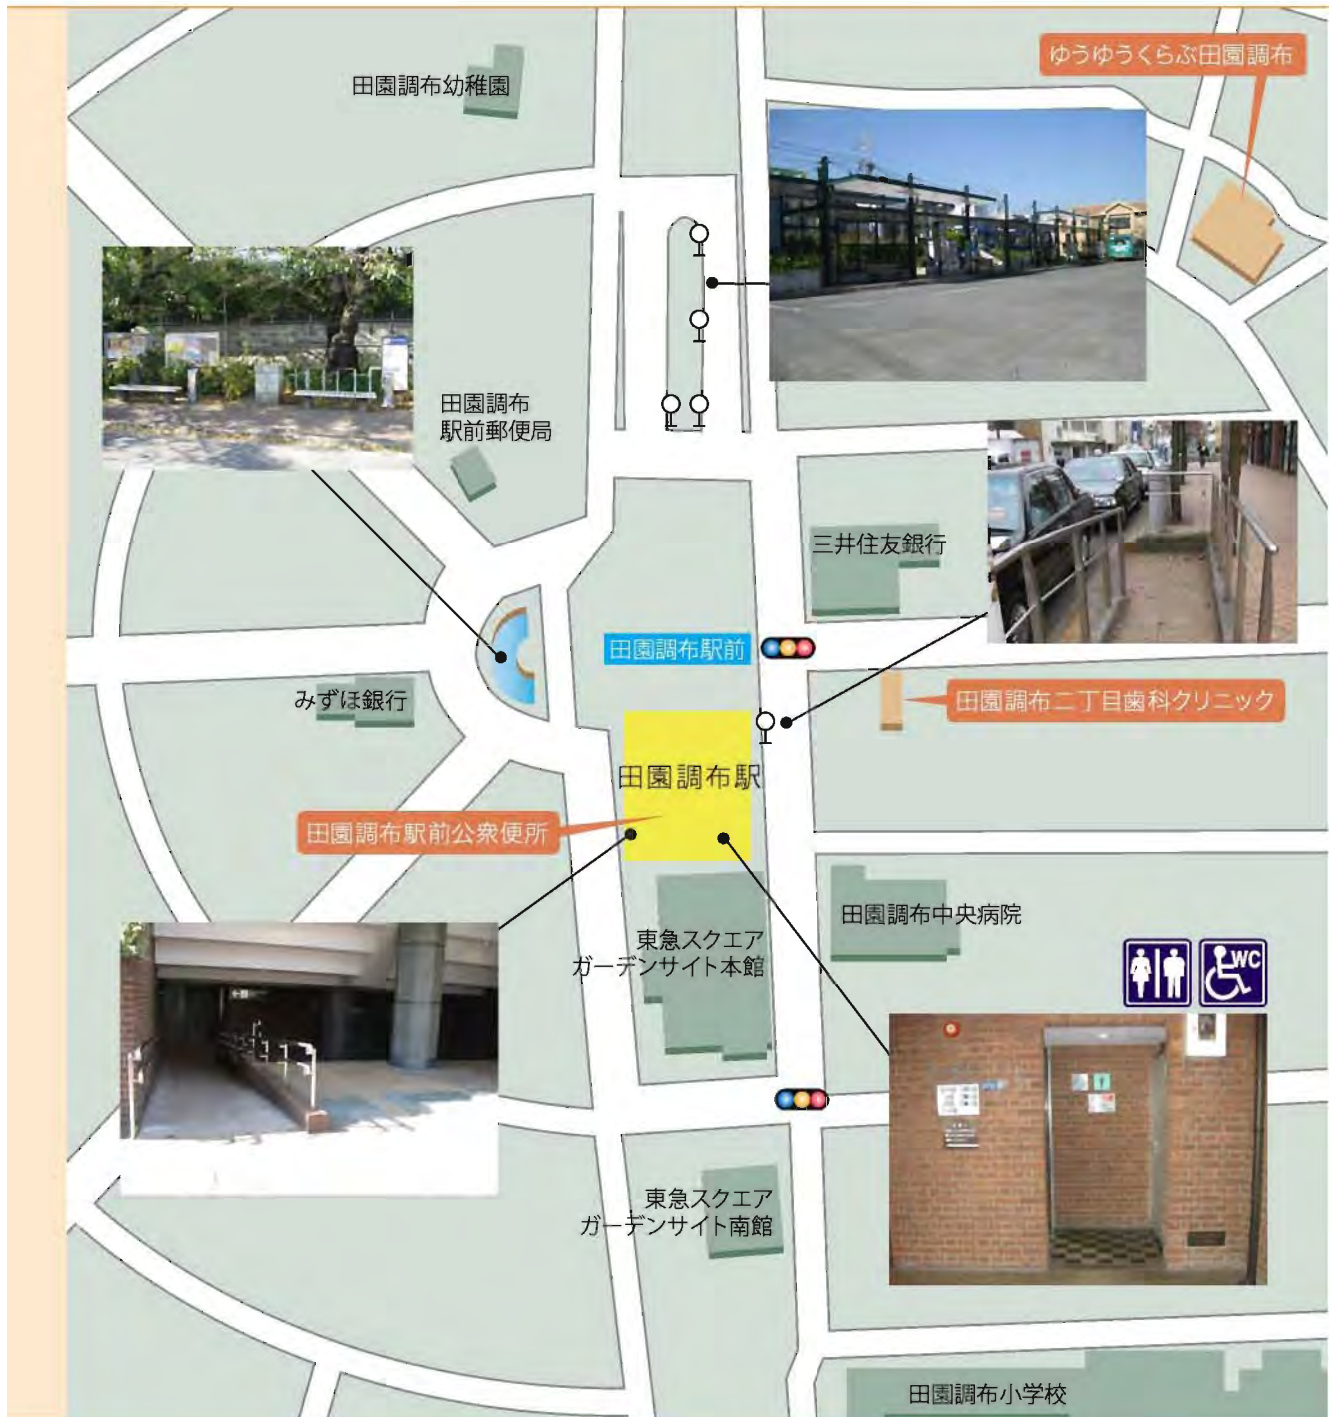 ゆうゆうくらぶ田園調布
田園調布幼稚園
田園調布
駅前郵便局
三井住友銀行
田園調布駅前
みずほ銀行
田園調布二丁目歯科クリニック
田園調布駅
田園調布駅前公衆便所
田園調布中央病院
東急スクエア
ガーデンサイト本館
WC
東急スクエア
ガーデンサイト南館
田園調布小学校